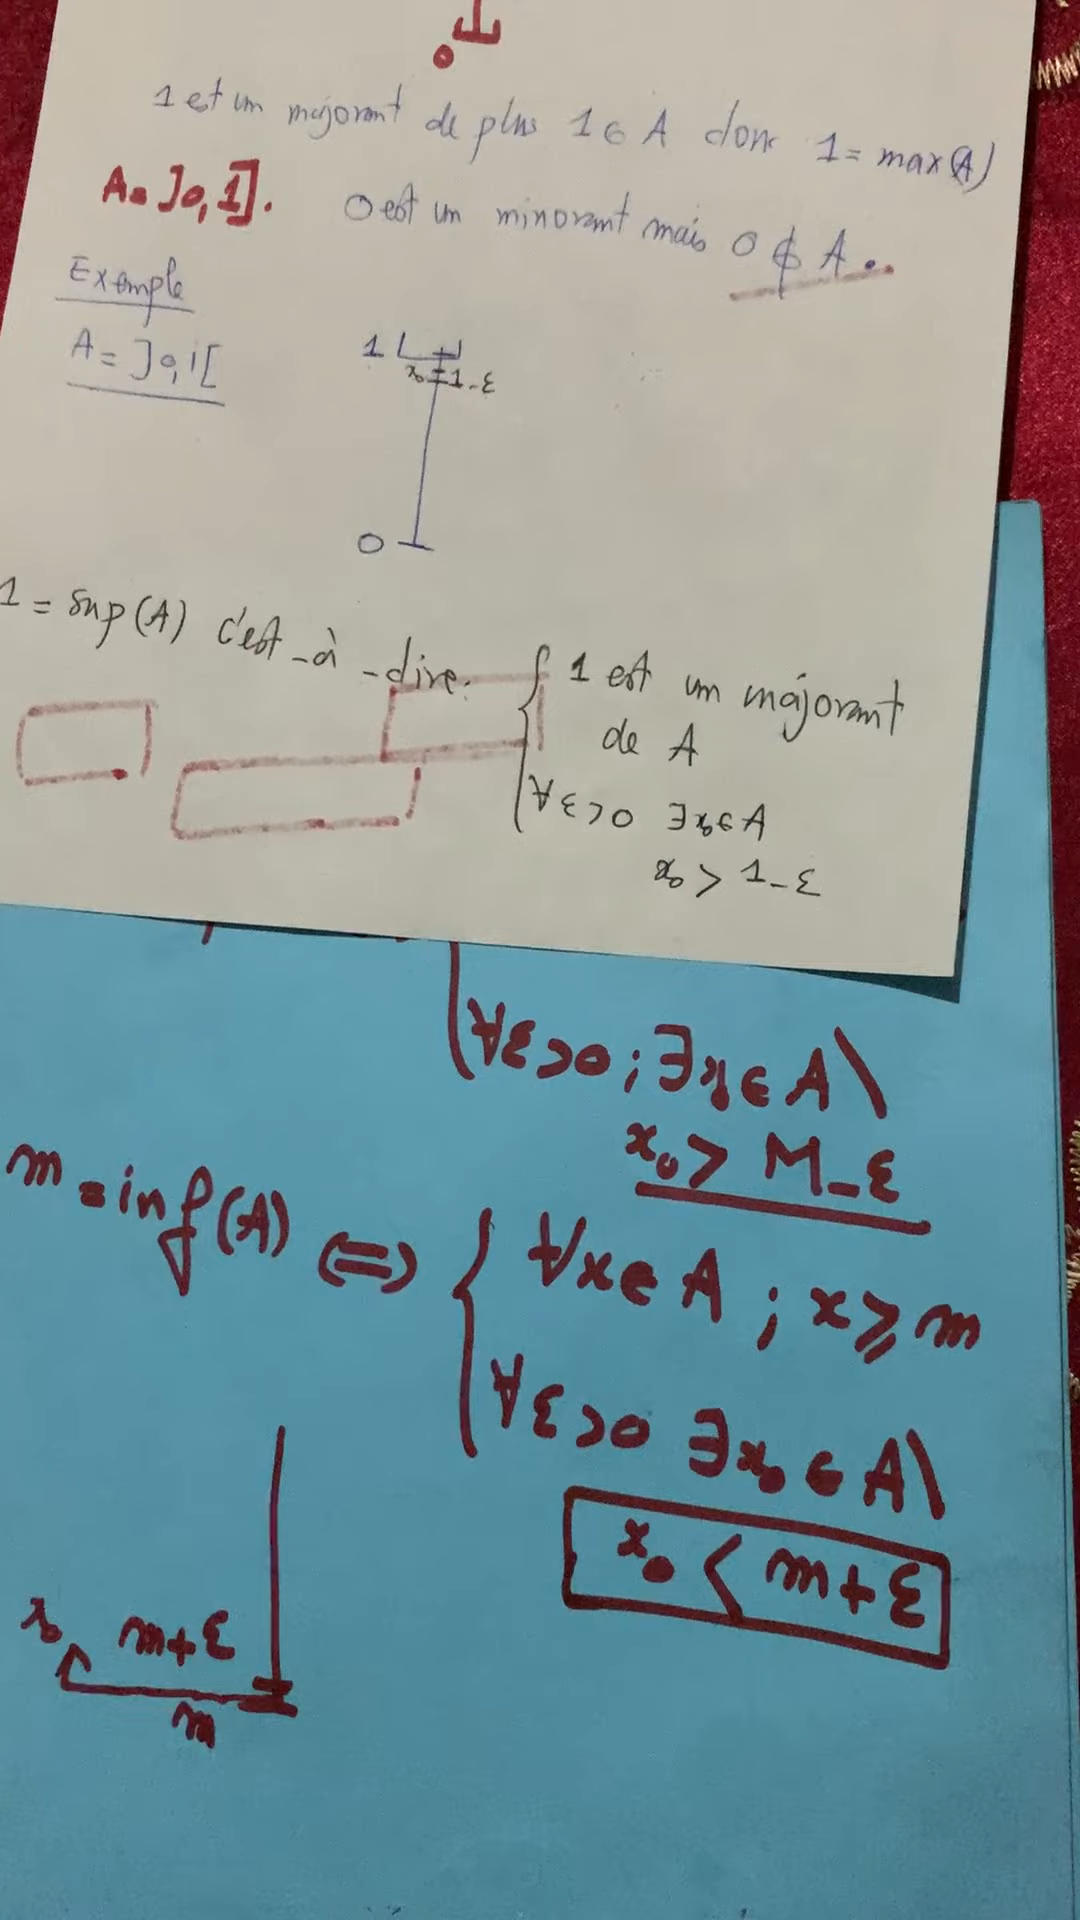 0
1 est un majorant de plus 1 ∈ A donc 1 = max(A)
A = ]0,1]. 0 est un minorant mais 0 ∉ A..
Exemple
A = ]0,1[
1
x₀ = 1-ε
0
1 = sup(A) c'est-à-dire. { 1 est un majorant
de A
∀ε>0 ∃x₀∈A
x₀ > 1-ε
∀ε>0 ; ∃x₀∈A \
x₀ > M-ε
m = inf(A) ⇔ { ∀x∈A ; x ≥ m
∀ε>0 ∃x₀∈A \
x₀ < m+ε
x₀ m+ε
m